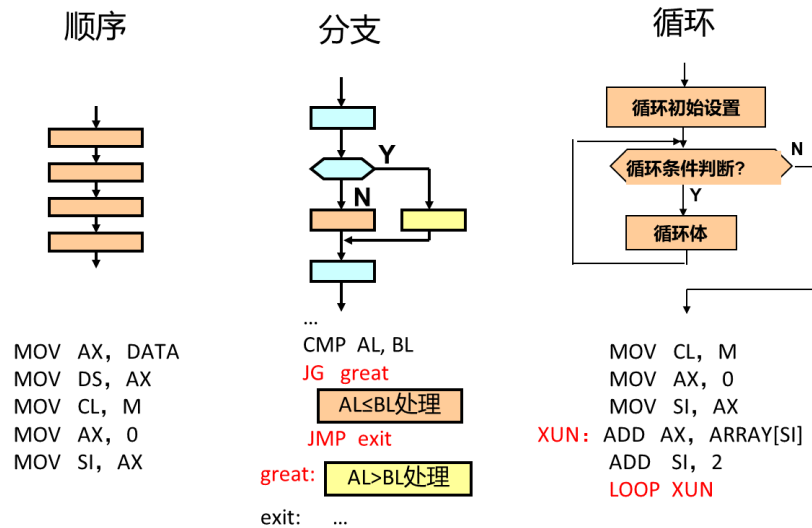 顺序
MOV AX，DATA
MOV DS，AX
MOV CL，M
MOV AX，0
MOV SI，AX
分支
Y
N
...
CMP AL, BL
JG great
AL≤BL处理
JMP exit
great: AL>BL处理
exit: ...
循环
循环初始设置
循环条件判断?
N
Y
循环体
MOV CL，M
MOV AX，0
MOV SI，AX
XUN：ADD AX，ARRAY[SI]
ADD SI，2
LOOP XUN